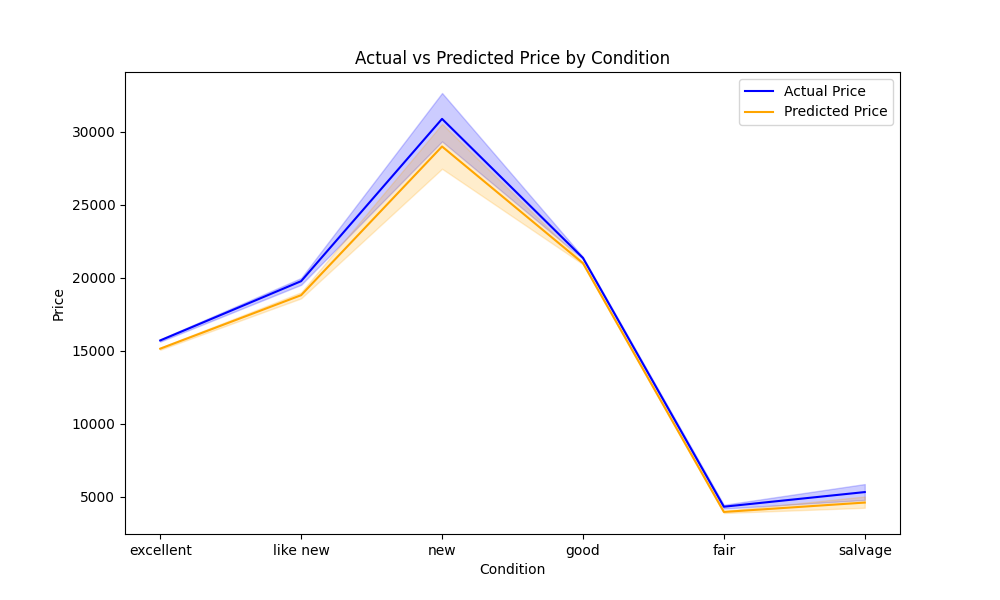 Actual vs Predicted Price by Condition
Actual Price
Predicted Price
30000
25000
20000
15000
10000
5000
Price
excellent like new new good fair salvage
Condition